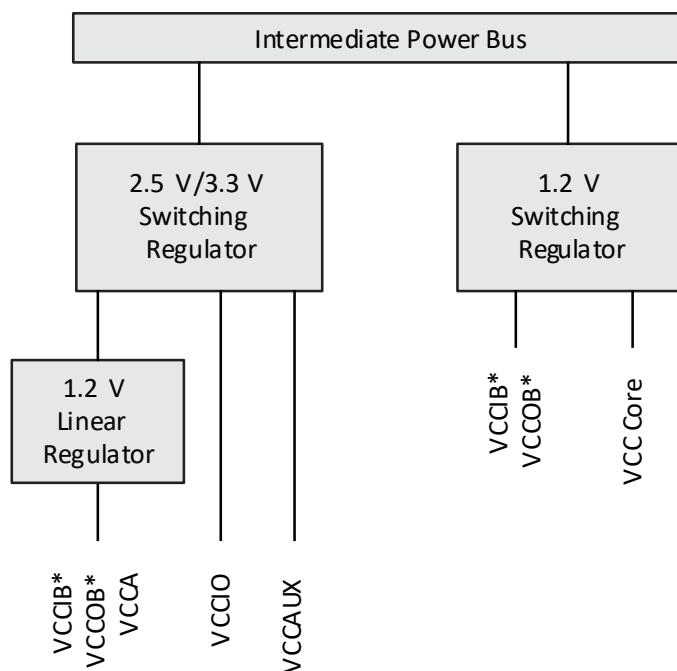 Intermediate Power Bus
2.5 V/3.3 V
Switching
Regulator
1.2 V
Switching
Regulator
1.2 V
Linear
Regulator
VCCIB*
VCCOB*
VCC Core
VCCIB*
VCCOB*
VCCA
VCCIO
VCCAUX